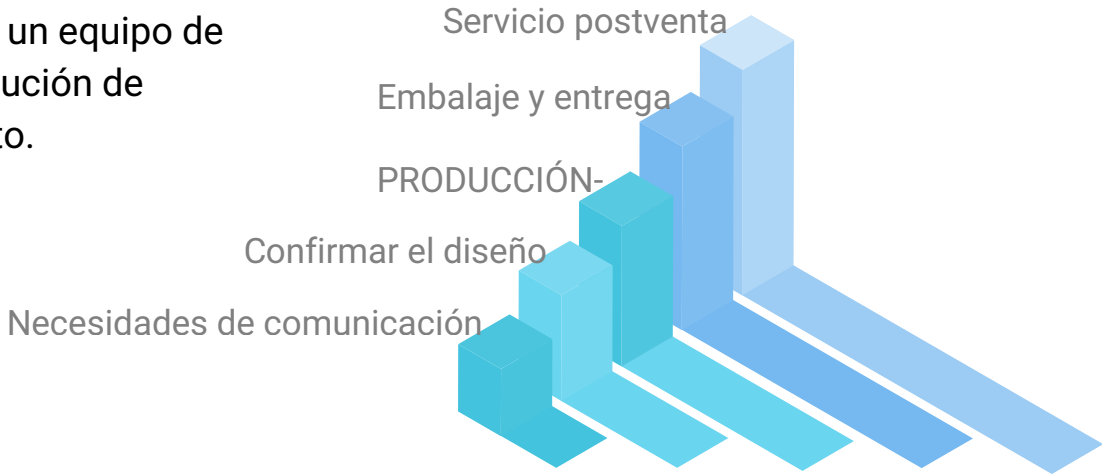 un equipo de
ución de
to.
Servicio postventa
Embalaje y entrega
PRODUCCIÓN-
Confirmar el diseño
Necesidades de comunicación